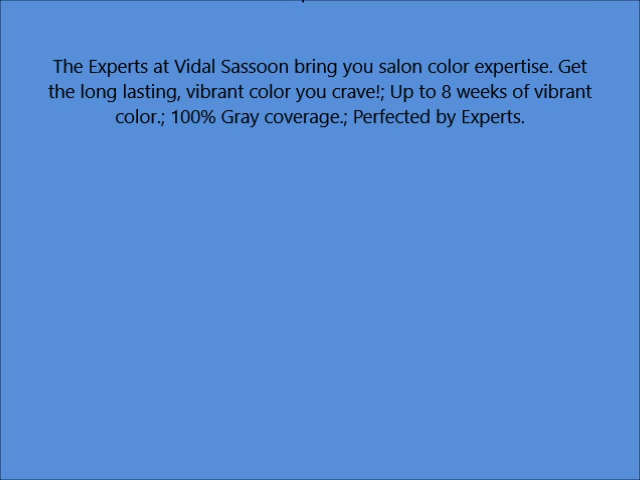 The Experts at Vidal Sassoon bring you salon color expertise. Get
the long lasting, vibrant color you crave!; Up to 8 weeks of vibrant
color.; 100% Gray coverage.; Perfected by Experts.